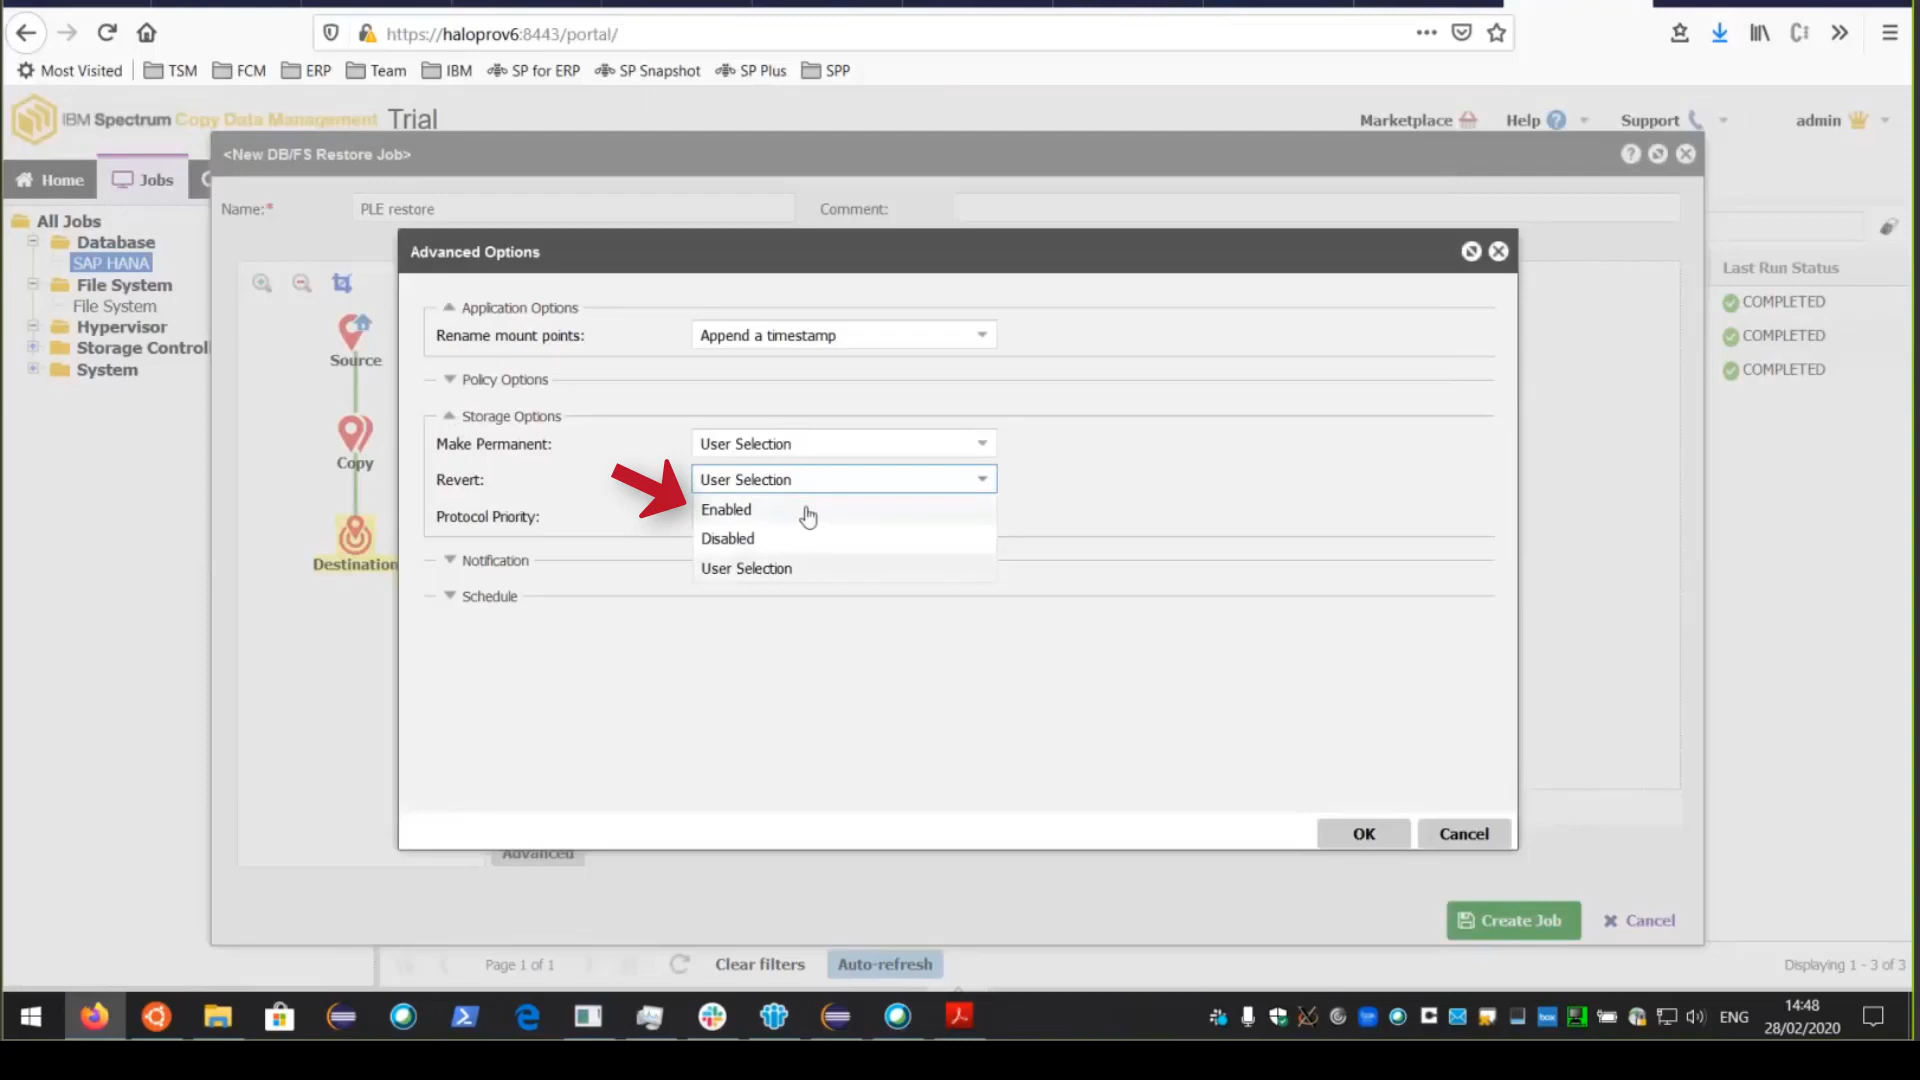 https://haloprov6:8443/portal/
Most Visited TSM FCM ERP Team IBM SP for ERP SP Snapshot SP Plus SPP
IBM Spectrum Copy Data Management Trial
Marketplace Help Support admin
<New DB/FS Restore Job>
Home Jobs
Name:* PLE restore Comment:
All Jobs
Database
SAP HANA
File System
File System
Hypervisor
Storage Controll
System
Source
Copy
Destination
Advanced Options
Application Options
Rename mount points: Append a timestamp
Policy Options
Storage Options
Make Permanent: User Selection
Revert: User Selection
Enabled
Protocol Priority:
Disabled
Notification
User Selection
Schedule
OK Cancel
Last Run Status
COMPLETED
COMPLETED
COMPLETED
Advanced
Create Job Cancel
Page 1 of 1 Clear filters Auto-refresh Displaying 1 - 3 of 3
ENG
14:48
28/02/2020